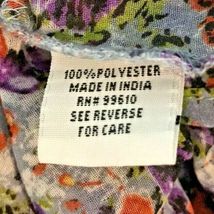 100% POLYESTER
MADE IN INDIA
RN# 99610
SEE REVERSE
FOR CARE